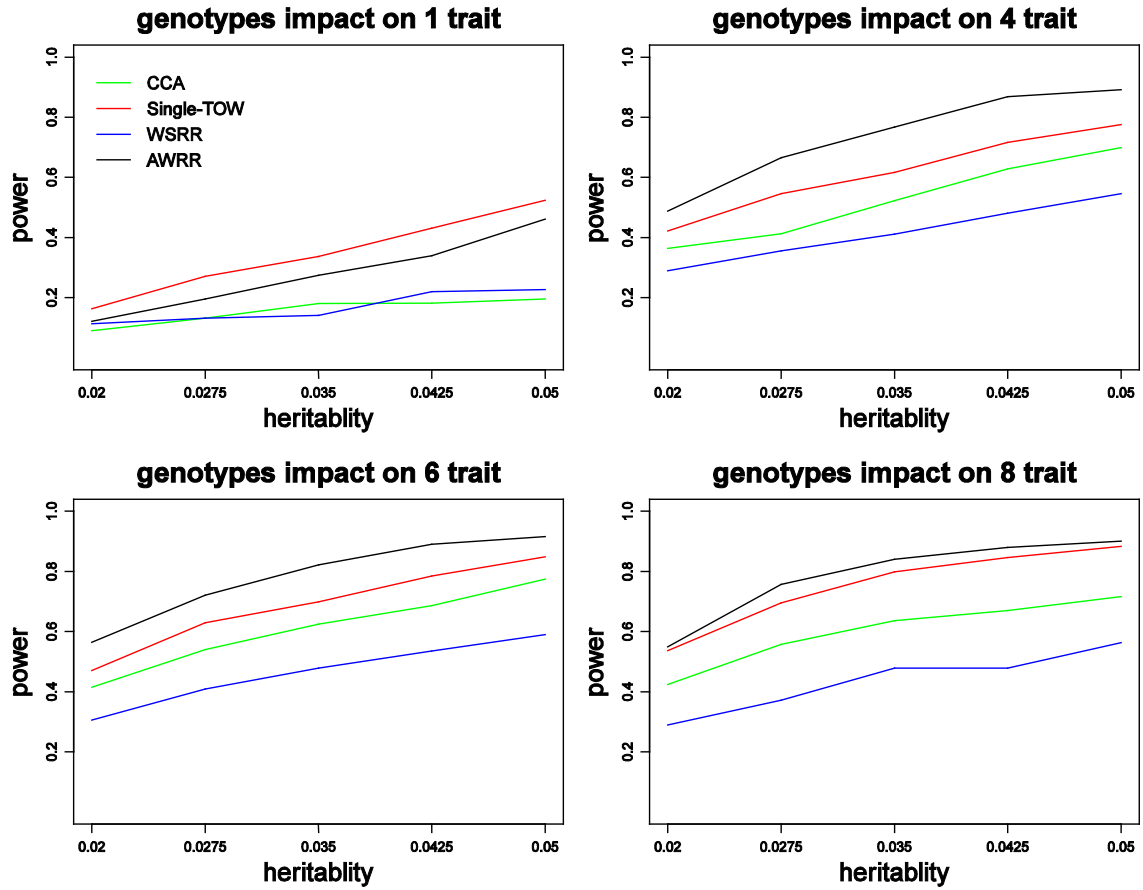 genotypes impact on 1 trait
power
1.0
0.8
0.6
0.4
0.2
CCA
Single-TOW
WSRR
AWRR
0.02 0.0275 0.035 0.0425 0.05
heritablity
genotypes impact on 4 trait
power
1.0
0.8
0.6
0.4
0.2
0.02 0.0275 0.035 0.0425 0.05
heritablity
genotypes impact on 6 trait
power
1.0
0.8
0.6
0.4
0.2
0.02 0.0275 0.035 0.0425 0.05
heritablity
genotypes impact on 8 trait
power
1.0
0.8
0.6
0.4
0.2
0.02 0.0275 0.035 0.0425 0.05
heritablity